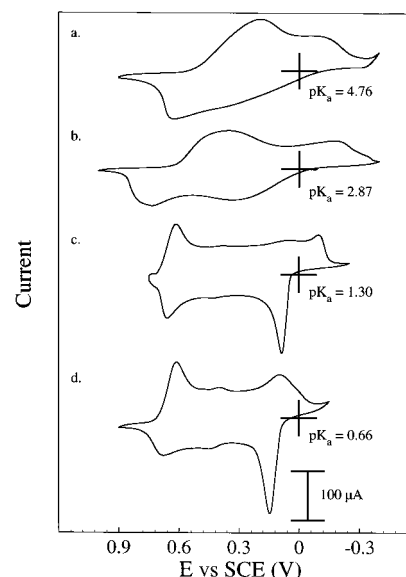 a.
pKa = 4.76
b.
pKa = 2.87
c.
pKa = 1.30
d.
pKa = 0.66
100 μA
Current
0.9 0.6 0.3 0 -0.3
E vs SCE (V)